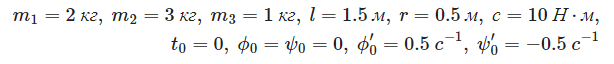 m₁ = 2 кг, m₂ = 3 кг, m₃ = 1 кг, l = 1.5 м, r = 0.5 м, c = 10 Н · м,
t₀ = 0, ϕ₀ = ψ₀ = 0, ϕ′₀ = 0.5 с⁻¹, ψ′₀ = −0.5 с⁻¹